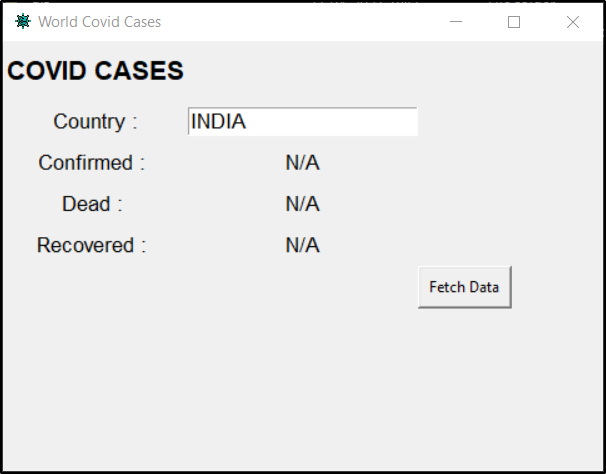 World Covid Cases
COVID CASES
Country : INDIA
Confirmed : N/A
Dead : N/A
Recovered : N/A
Fetch Data